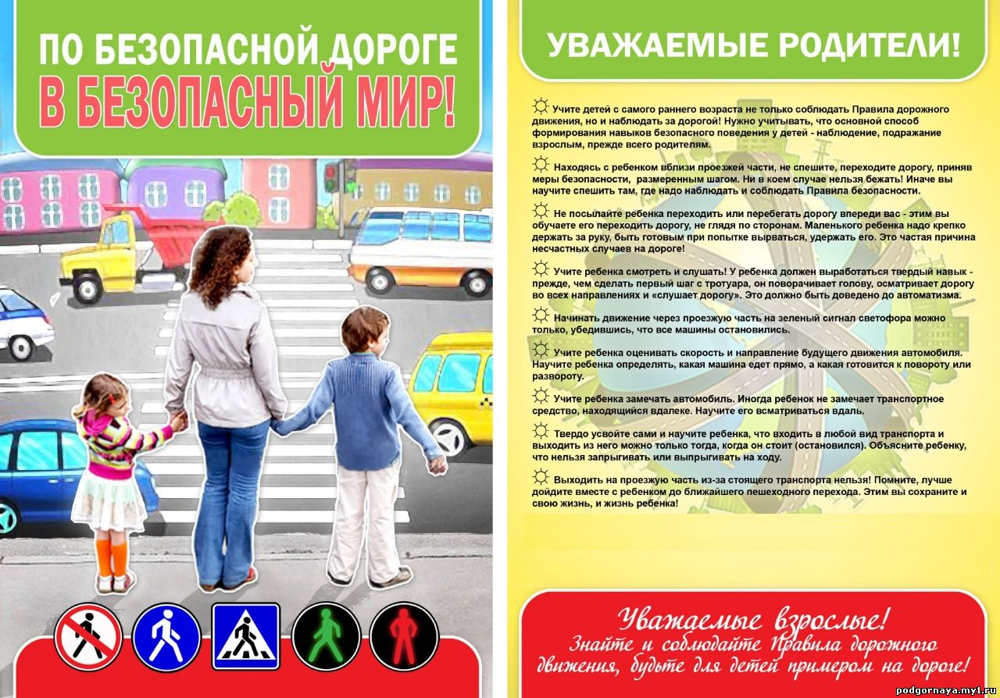 ПО БЕЗОПАСНОЙ ДОРОГЕ
В БЕЗОПАСНЫЙ МИР!
УВАЖАЕМЫЕ РОДИТЕЛИ!
Учите детей с самого раннего возраста не только соблюдать Правила дорожного
движения, но и наблюдать за дорогой! Нужно учитывать, что основной способ
формирования навыков безопасного поведения у детей - наблюдение, подражание
взрослым, прежде всего родителям.
Находясь с ребенком вблизи проезжей части, не спешите, переходите дорогу, приняв
меры безопасности, размеренным шагом. Ни в коем случае нельзя бежать! Иначе вы
научите спешить там, где надо наблюдать и соблюдать Правила безопасности.
Не посылайте ребенка переходить или перебегать дорогу впереди вас - этим вы
обучаете его переходить дорогу, не глядя по сторонам. Маленького ребенка надо крепко
держать за руку, быть готовым при попытке вырваться, удержать его. Это частая причина
несчастных случаев на дороге!
Учите ребенка смотреть и слушать! У ребенка должен выработаться твердый навык -
прежде, чем сделать первый шаг с тротуара, он поворачивает голову, осматривает дорогу
во всех направлениях и «слушает дорогу». Это должно быть доведено до автоматизма.
Начинать движение через проезжую часть на зеленый сигнал светофора можно
только, убедившись, что все машины остановились.
Учите ребенка оценивать скорость и направление будущего движения автомобиля.
Научите ребенка определять, какая машина едет прямо, а какая готовится к повороту или
развороту.
Учите ребенка замечать автомобиль. Иногда ребенок не замечает транспортное
средство, находящийся вдалеке. Научите его всматриваться вдаль.
Твердо усвойте сами и научите ребенка, что входить в любой вид транспорта и
выходить из него можно только тогда, когда он стоит (остановился). Объясните ребенку,
что нельзя запрыгивать или выпрыгивать на ходу.
Выходить на проезжую часть из-за стоящего транспорта нельзя! Помните, лучше
дойдите вместе с ребенком до ближайшего пешеходного перехода. Этим вы сохраните и
свою жизнь, и жизнь ребенка!
Уважаемые взрослые!
Знайте и соблюдайте Правила дорожного
движения, будьте для детей примером на дороге!
podgornaya.my1.ru